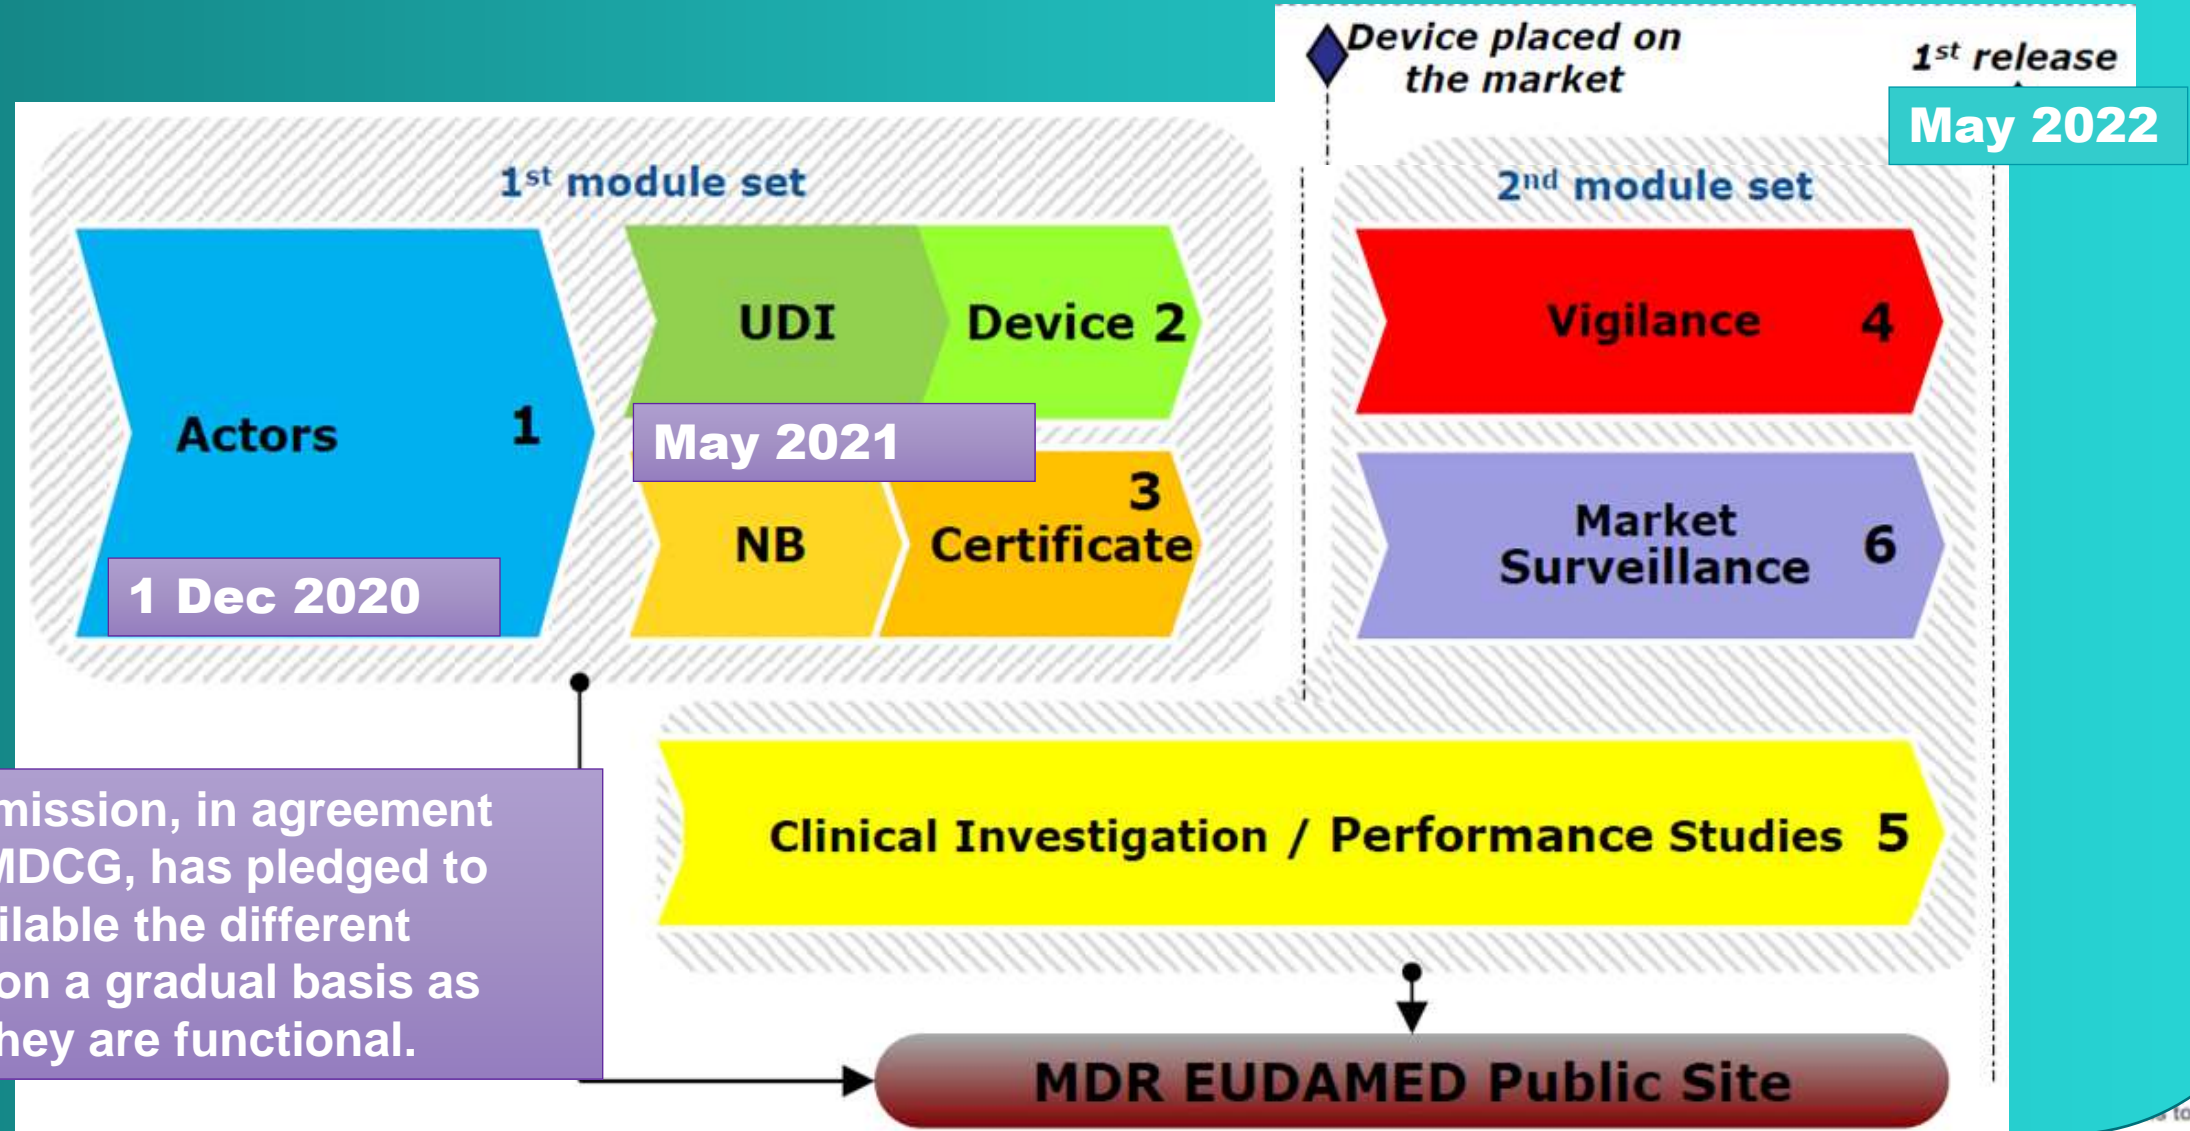 Device placed on
the market
1st release
May 2022
1st module set
2nd module set
Actors 1
UDI
Device 2
Vigilance 4
May 2021
NB
3
Certificate
Market
Surveillance 6
1 Dec 2020
mission, in agreement
MDCG, has pledged to
ilable the different
on a gradual basis as
hey are functional.
Clinical Investigation / Performance Studies 5
MDR EUDAMED Public Site